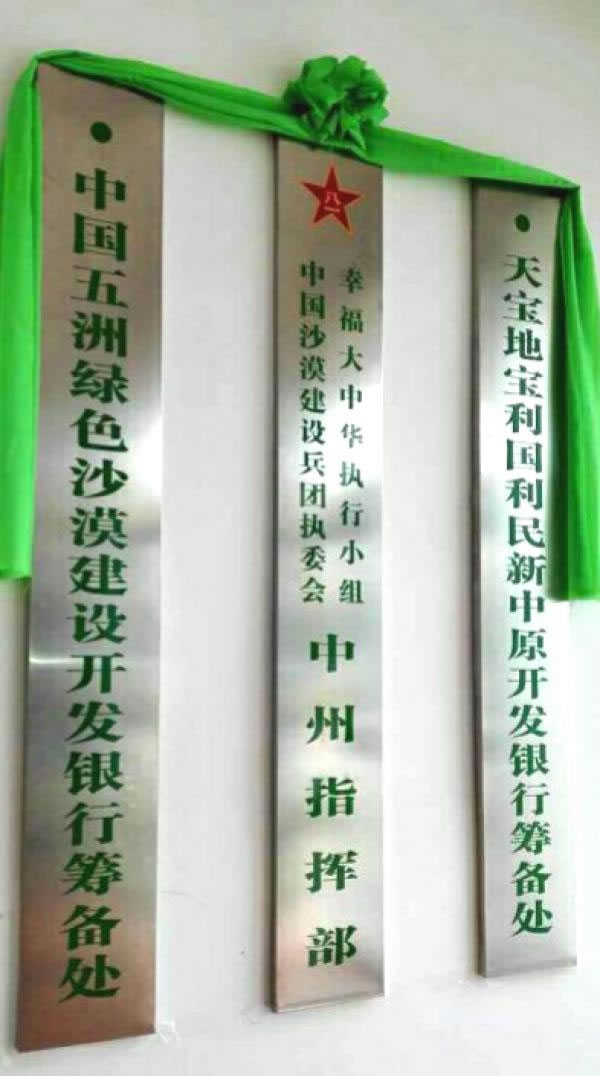 中国五洲绿色沙漠建设开发银行筹备处
八一
幸福大中华执行小组
中国沙漠建设兵团执委会
中州指挥部
天宝地宝利国利民新中原开发银行筹备处